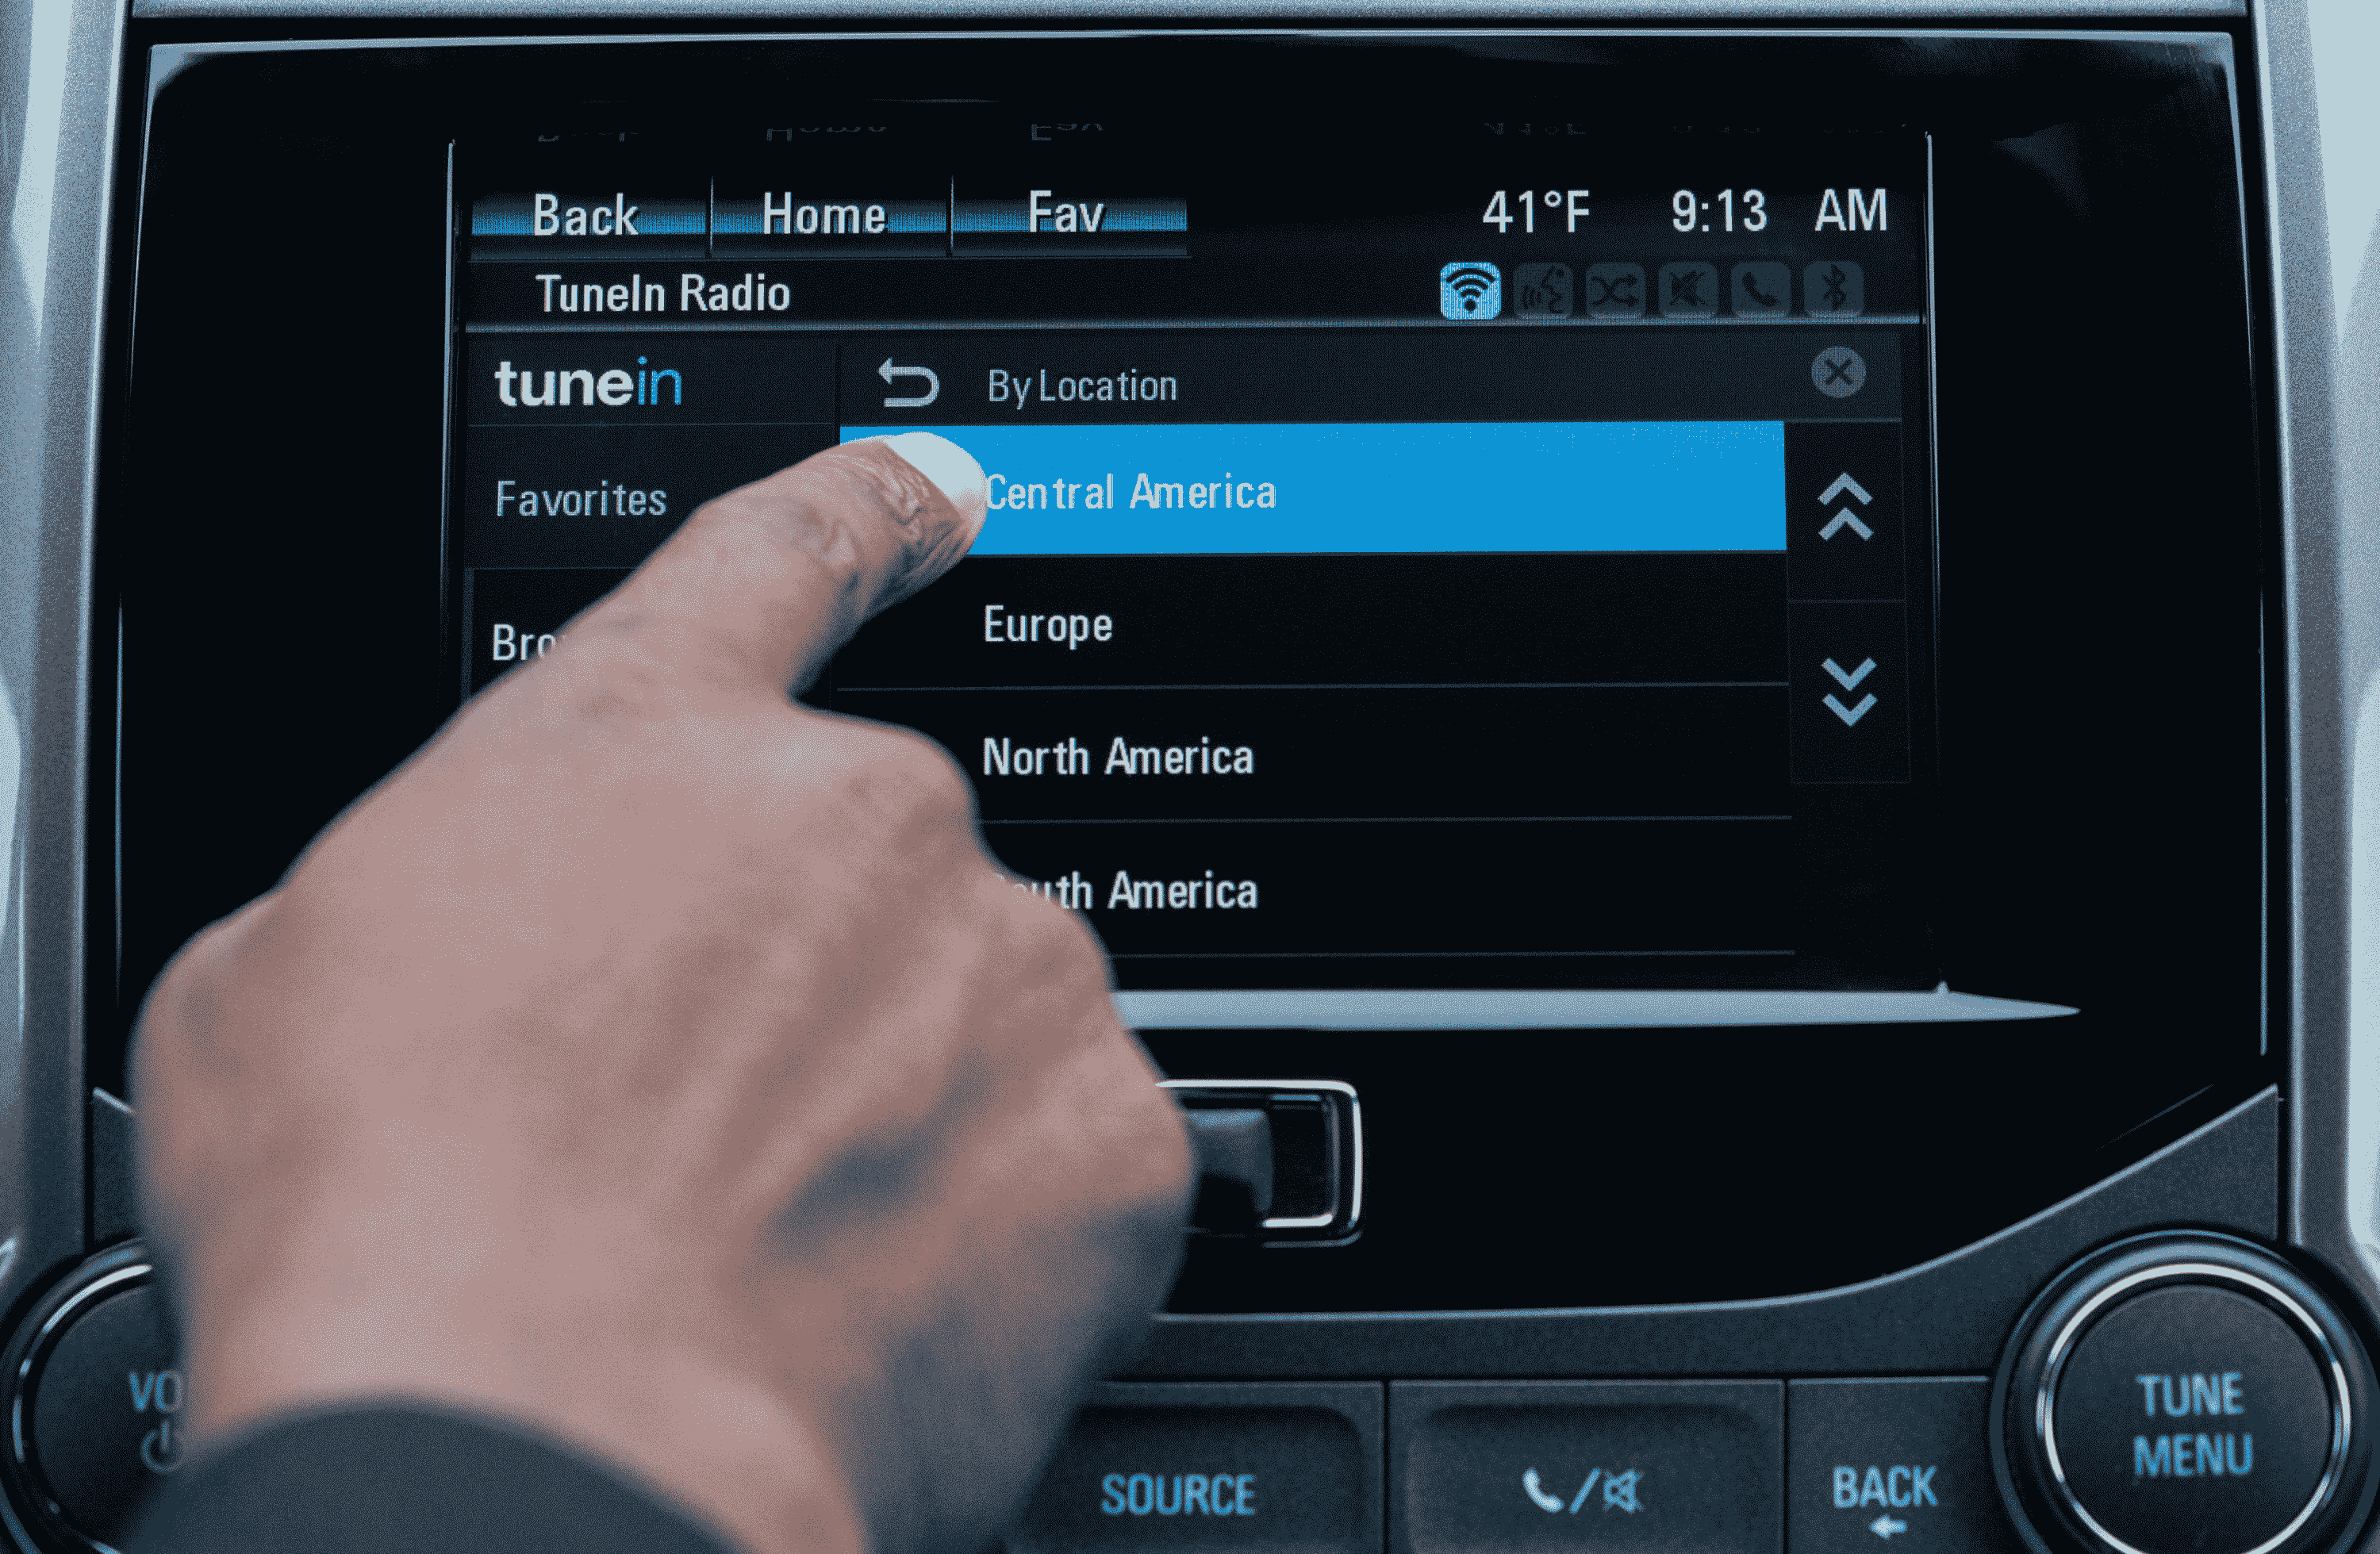 Back Home Fav 41°F 9:13 AM
TuneIn Radio
tunein
By Location
Favorites
Central America
Europe
North America
America
SOURCE
BACK
TUNE
MENU